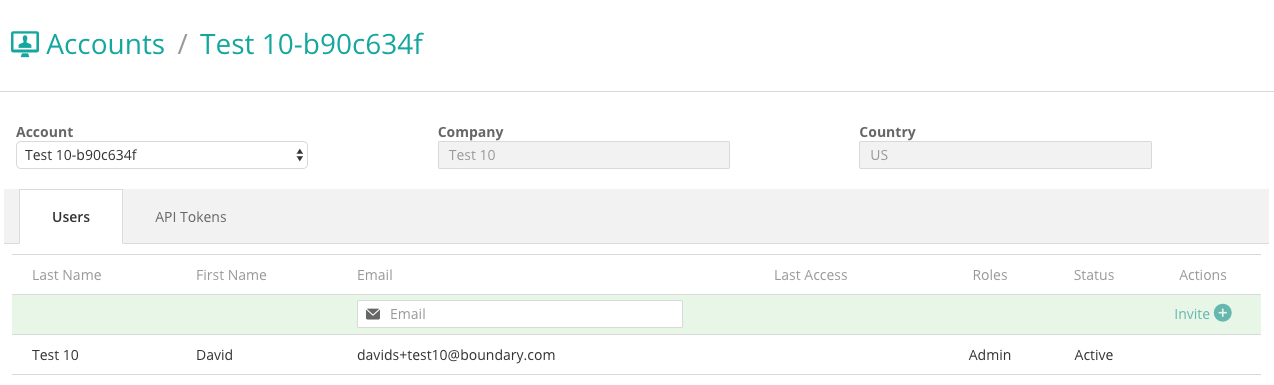 Accounts / Test 10-b90c634f
Account Company Country
Test 10-b90c634f Test 10 US
Users API Tokens
Last Name First Name Email Last Access Roles Status Actions
Email Invite
Test 10 David davids+test10@boundary.com Admin Active